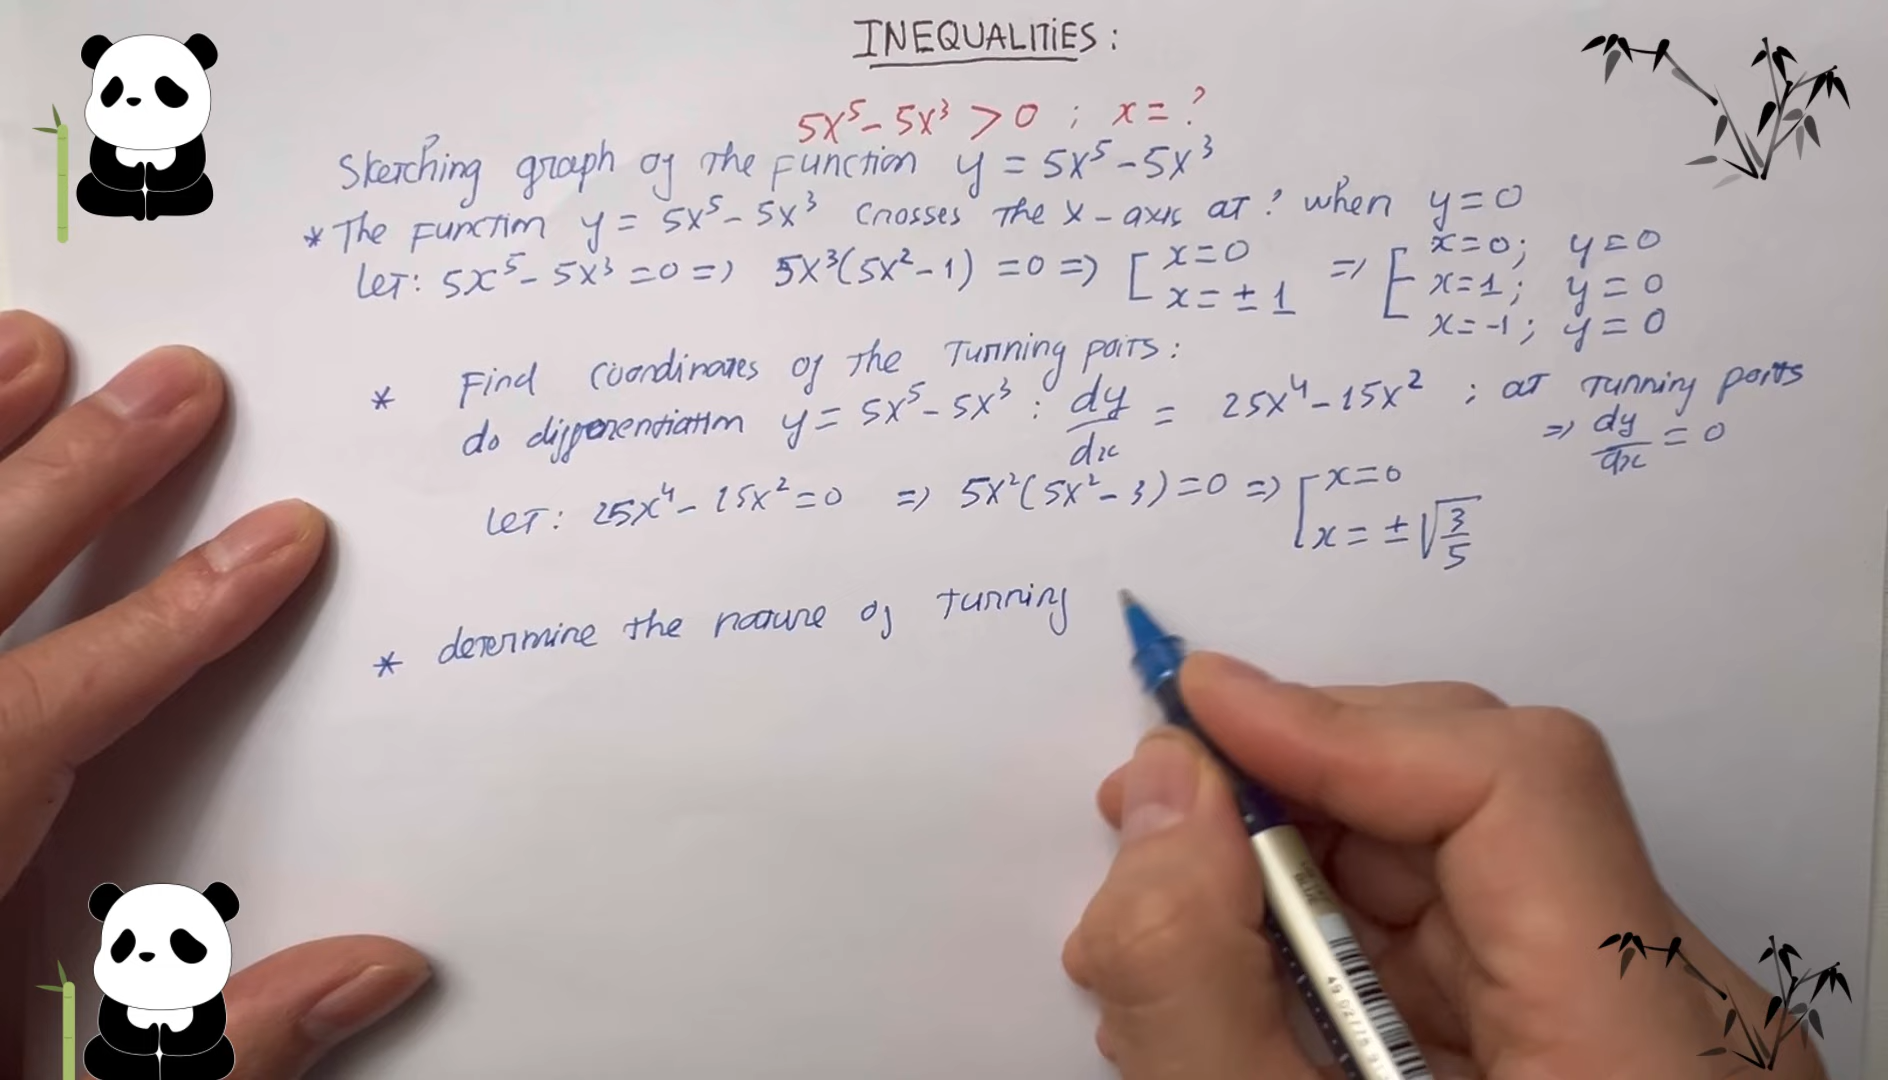 INEQUALITIES:
5x⁵ - 5x³ > 0 ; x = ?
Sketching graph of the function y = 5x⁵ - 5x³
* The function y = 5x⁵ - 5x³ crosses the x-axis at? when y = 0
Let: 5x⁵ - 5x³ = 0 => 5x³(5x² - 1) = 0 => [ x = 0 => [ x = 0; y = 0
x = ± 1 x = 1; y = 0
x = -1; y = 0
* Find coordinates of the turning poits:
do differentiation y = 5x⁵ - 5x³ : dy/dx = 25x⁴ - 15x² ; at turning poits
=> dy/dx = 0
Let: 25x⁴ - 15x² = 0 => 5x²(5x² - 3) = 0 => [ x = 0
x = ± √(3/5)
* determine the nature of turning